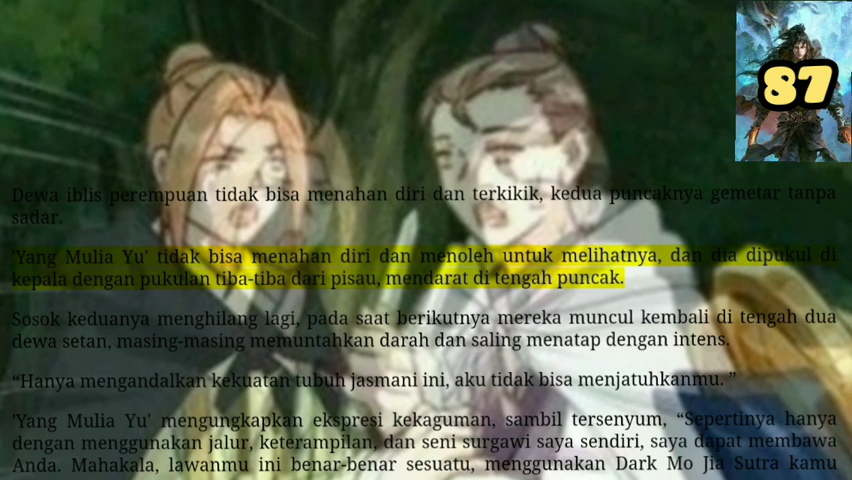 87
Dewa iblis perempuan tidak bisa menahan diri dan terkikik, kedua puncaknya gemetar tanpa
sadar.
'Yang Mulia Yu' tidak bisa menahan diri dan menoleh untuk melihatnya, dan dia dipukul di
kepala dengan pukulan tiba-tiba dari pisau, mendarat di tengah puncak.
Sosok keduanya menghilang lagi, pada saat berikutnya mereka muncul kembali di tengah dua
dewa setan, masing-masing memuntahkan darah dan saling menatap dengan intens.
“Hanya mengandalkan kekuatan tubuh jasmani ini, aku tidak bisa menjatuhkanmu. ”
'Yang Mulia Yu' mengungkapkan ekspresi kekaguman, sambil tersenyum, “Sepertinya hanya
dengan menggunakan jalur, keterampilan, dan seni surgawi saya sendiri, saya dapat membawa
Anda. Mahakala, lawanmu ini benar-benar sesuatu, menggunakan Dark Mo Jia Sutra kamu